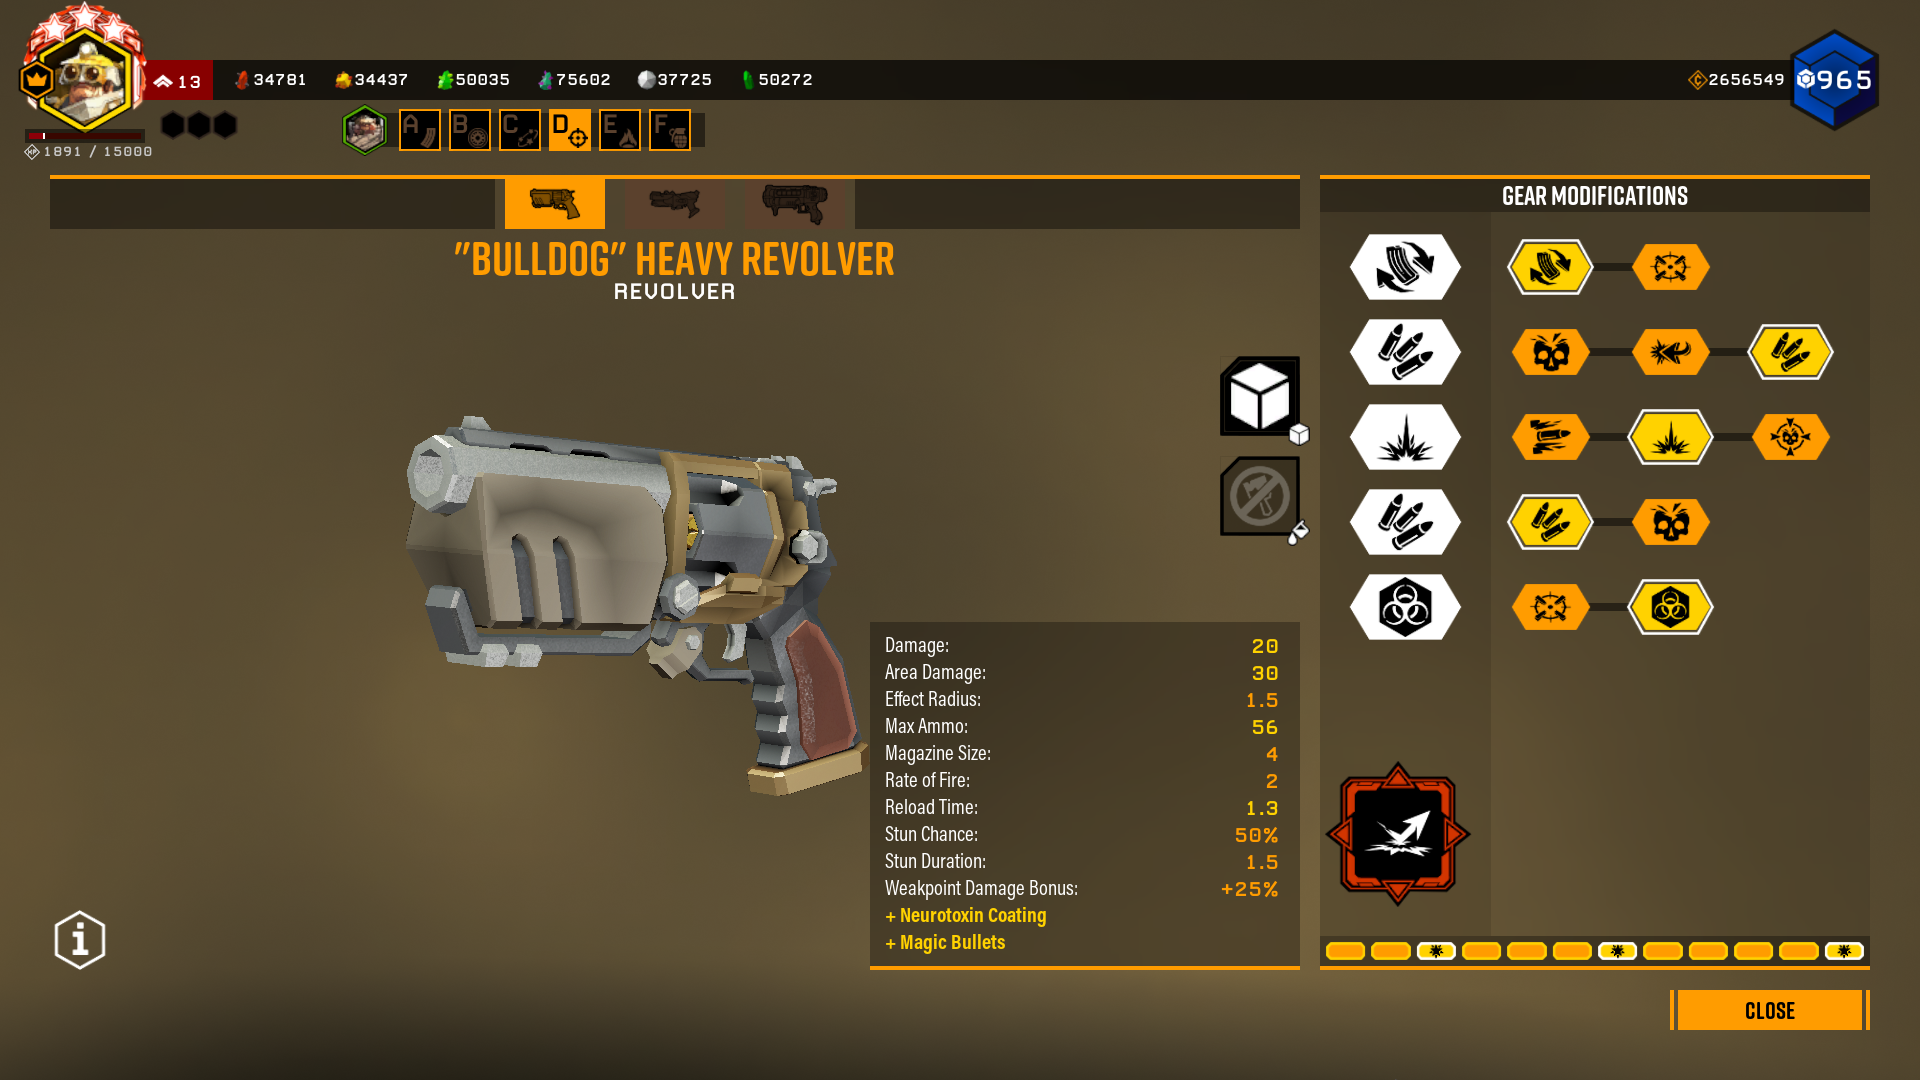 13
34781
34437
50035
75602
37725
50272
2656549
965
1891 / 15000
A
B
C
D
E
F
"BULLDOG" HEAVY REVOLVER
REVOLVER
GEAR MODIFICATIONS
Damage: 20
Area Damage: 30
Effect Radius: 1.5
Max Ammo: 56
Magazine Size: 4
Rate of Fire: 2
Reload Time: 1.3
Stun Chance: 50%
Stun Duration: 1.5
Weakpoint Damage Bonus: +25%
+ Neurotoxin Coating
+ Magic Bullets
CLOSE